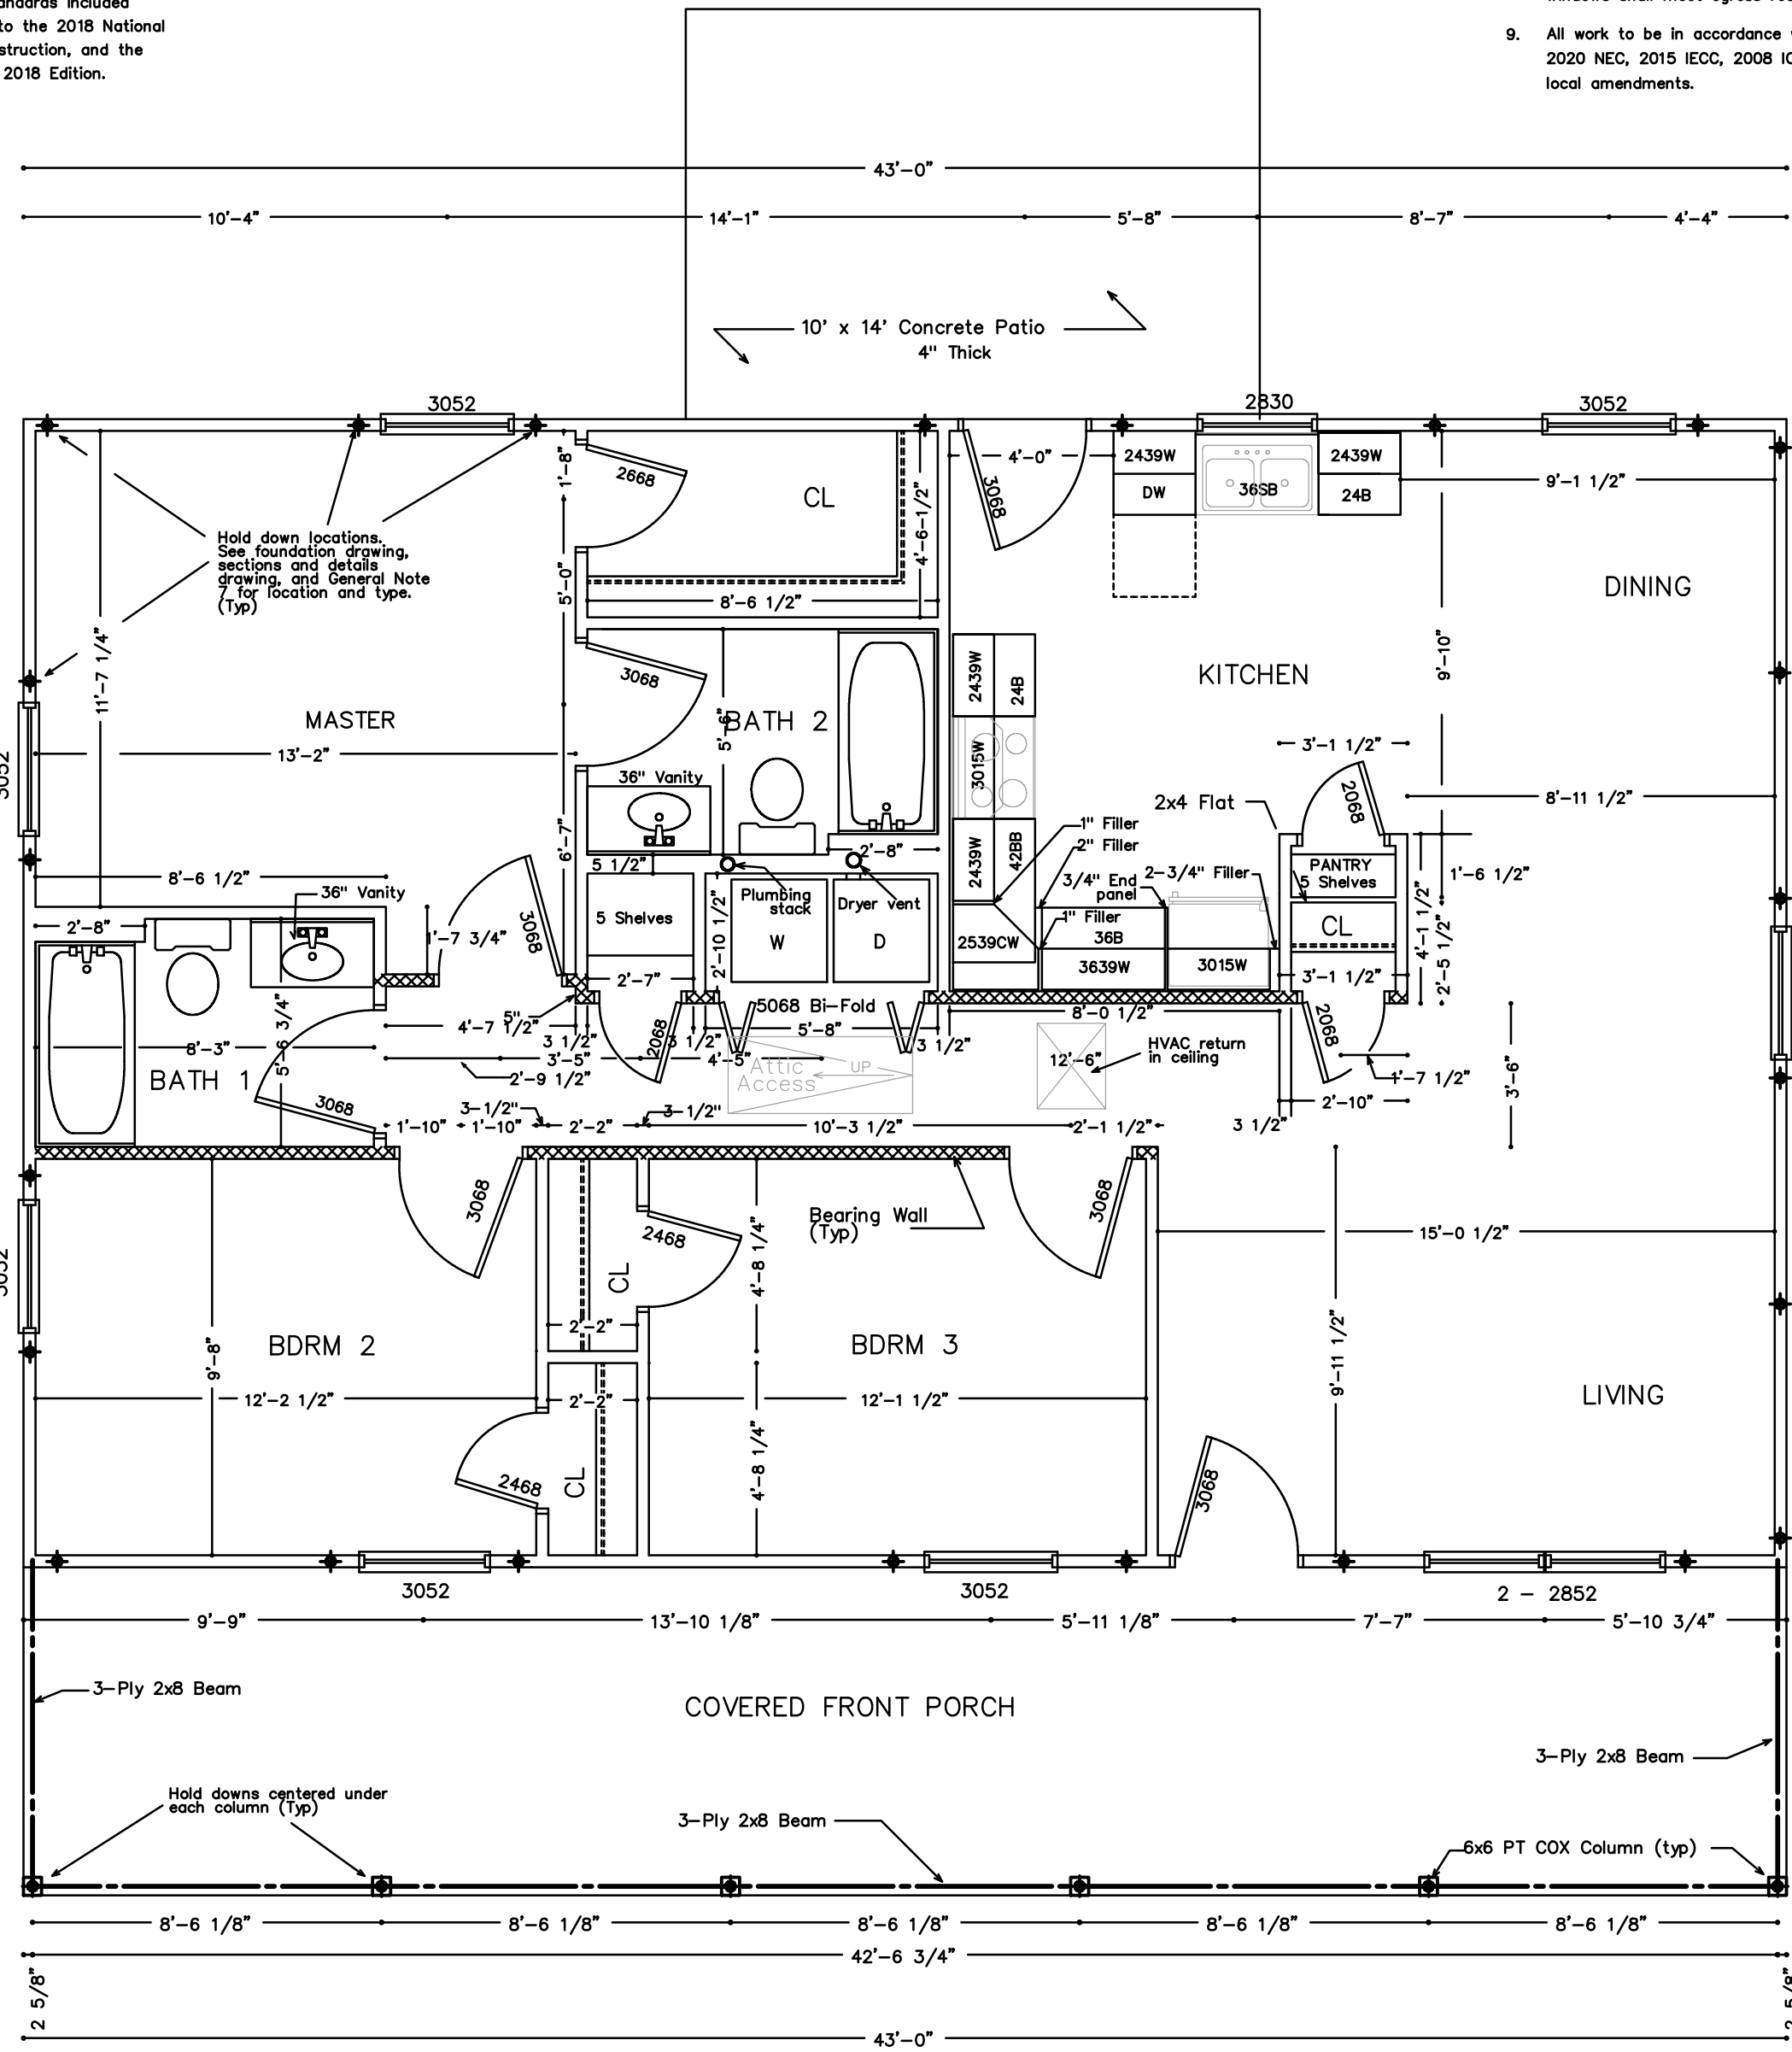 andards included
to the 2018 National
struction, and the
2018 Edition.
9. All work to be in accordance
2020 NEC, 2015 IECC, 2008 IC
local amendments.
43'-0"
10'-4" 14'-1" 5'-8" 8'-7" 4'-4"
10' x 14' Concrete Patio
4" Thick
3052 2830 3052
2668
1'-8"
CL
4'-6-1/2"
8'-6 1/2"
5'-0"
3068
4'-0"
2439W
DW
36SB
2439W
24B
9'-1 1/2"
Hold down locations.
See foundation drawing,
sections and details
drawing, and General Note
7 for location and type.
(Typ)
11'-7 1/4"
MASTER
13'-2"
3052
3068
BATH 2
5'-6"
36" Vanity
6'-7"
5 1/2"
2'-8"
KITCHEN
DINING
9'-10"
2439W
24B
3015W
2439W
42BB
2539CW
1" Filler
2" Filler
3/4" End
panel
2-3/4" Filler
1" Filler
36B
3639W
3015W
2x4 Flat
3'-1 1/2"
2068
8'-11 1/2"
PANTRY
5 Shelves
CL
3'-1 1/2"
4'-1 1/2"
1'-6 1/2"
2'-5 1/2"
8'-6 1/2"
36" Vanity
2'-8"
1'-7 3/4"
3068
5 Shelves
2'-7"
2'-10 1/2"
Plumbing
stack
W
Dryer vent
D
5068 Bi-Fold
5'-8"
8'-0 1/2"
5"
4'-7 1/2"
3 1/2"
2068
3 1/2"
3 1/2"
3'-5"
4'-5"
2'-9 1/2"
Attic
Access
UP
12'-6"
HVAC return
in ceiling
2068
1'-7 1/2"
2'-10"
3'-6"
3 1/2"
8'-3"
5'-6 3/4"
BATH 1
3068
3-1/2"
3-1/2"
1'-10" 1'-10" 2'-2" 10'-3 1/2" 2'-1 1/2"
3068
2468
CL
2'-2"
4'-8 1/4"
Bearing Wall
(Typ)
3068
15'-0 1/2"
3052
BDRM 2
9'-8"
12'-2 1/2"
2'-2"
BDRM 3
12'-1 1/2"
9'-11 1/2"
LIVING
2468
CL
4'-8 1/4"
3068
3052 3052 2 - 2852
9'-9" 13'-10 1/8" 5'-11 1/8" 7'-7" 5'-10 3/4"
3-Ply 2x8 Beam
COVERED FRONT PORCH
3-Ply 2x8 Beam
Hold downs centered under
each column (Typ)
3-Ply 2x8 Beam
6x6 PT COX Column (typ)
8'-6 1/8" 8'-6 1/8" 8'-6 1/8" 8'-6 1/8" 8'-6 1/8"
42'-6 3/4"
2 5/8"
2 5/8"
43'-0"